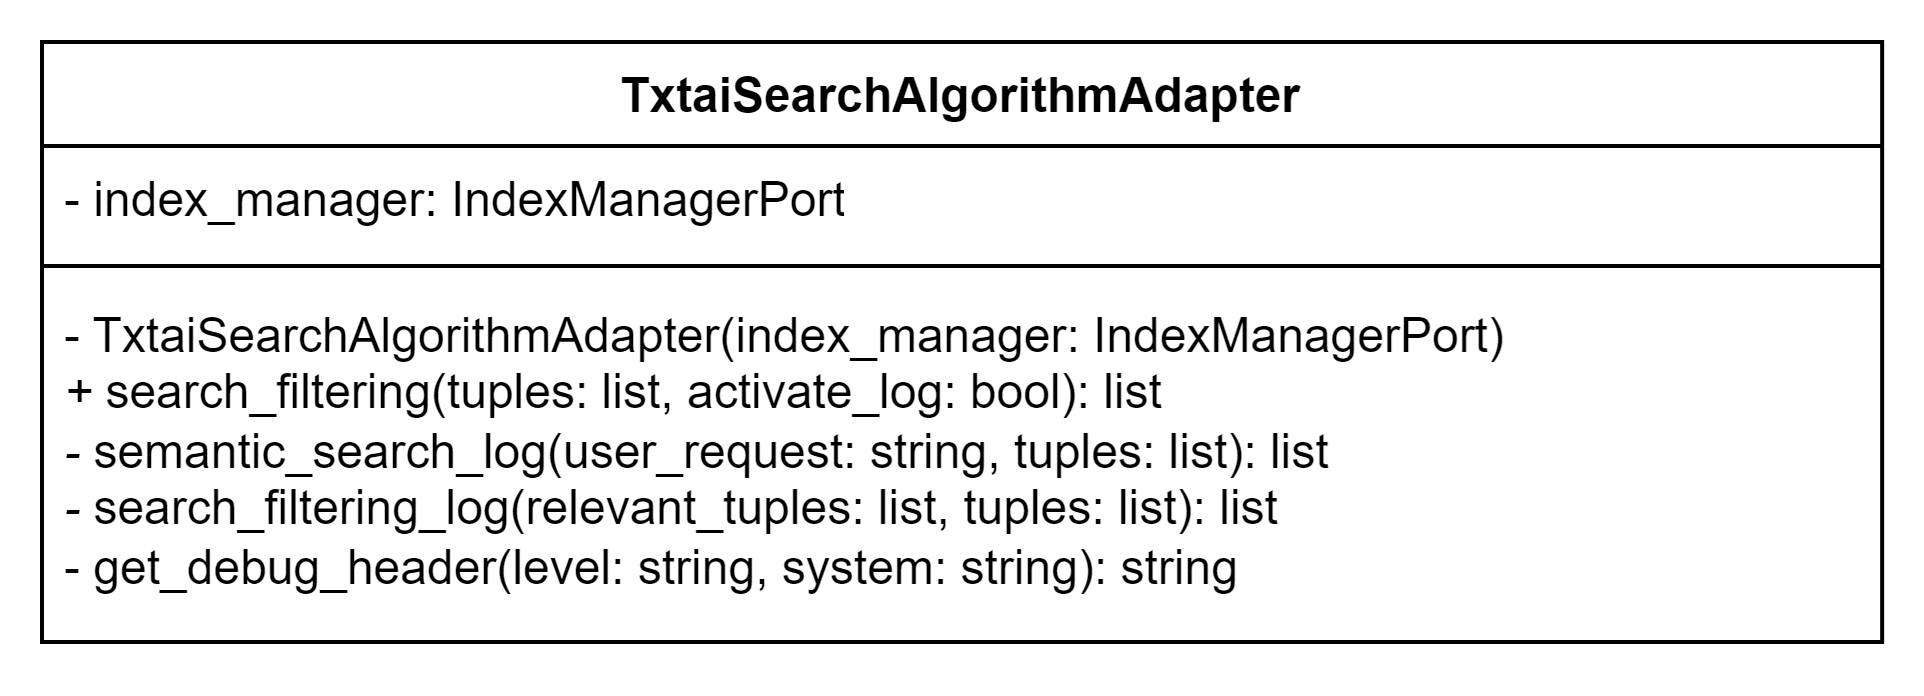 TxtaiSearchAlgorithmAdapter
- index_manager: IndexManagerPort
- TxtaiSearchAlgorithmAdapter(index_manager: IndexManagerPort)
+ search_filtering(tuples: list, activate_log: bool): list
- semantic_search_log(user_request: string, tuples: list): list
- search_filtering_log(relevant_tuples: list, tuples: list): list
- get_debug_header(level: string, system: string): string